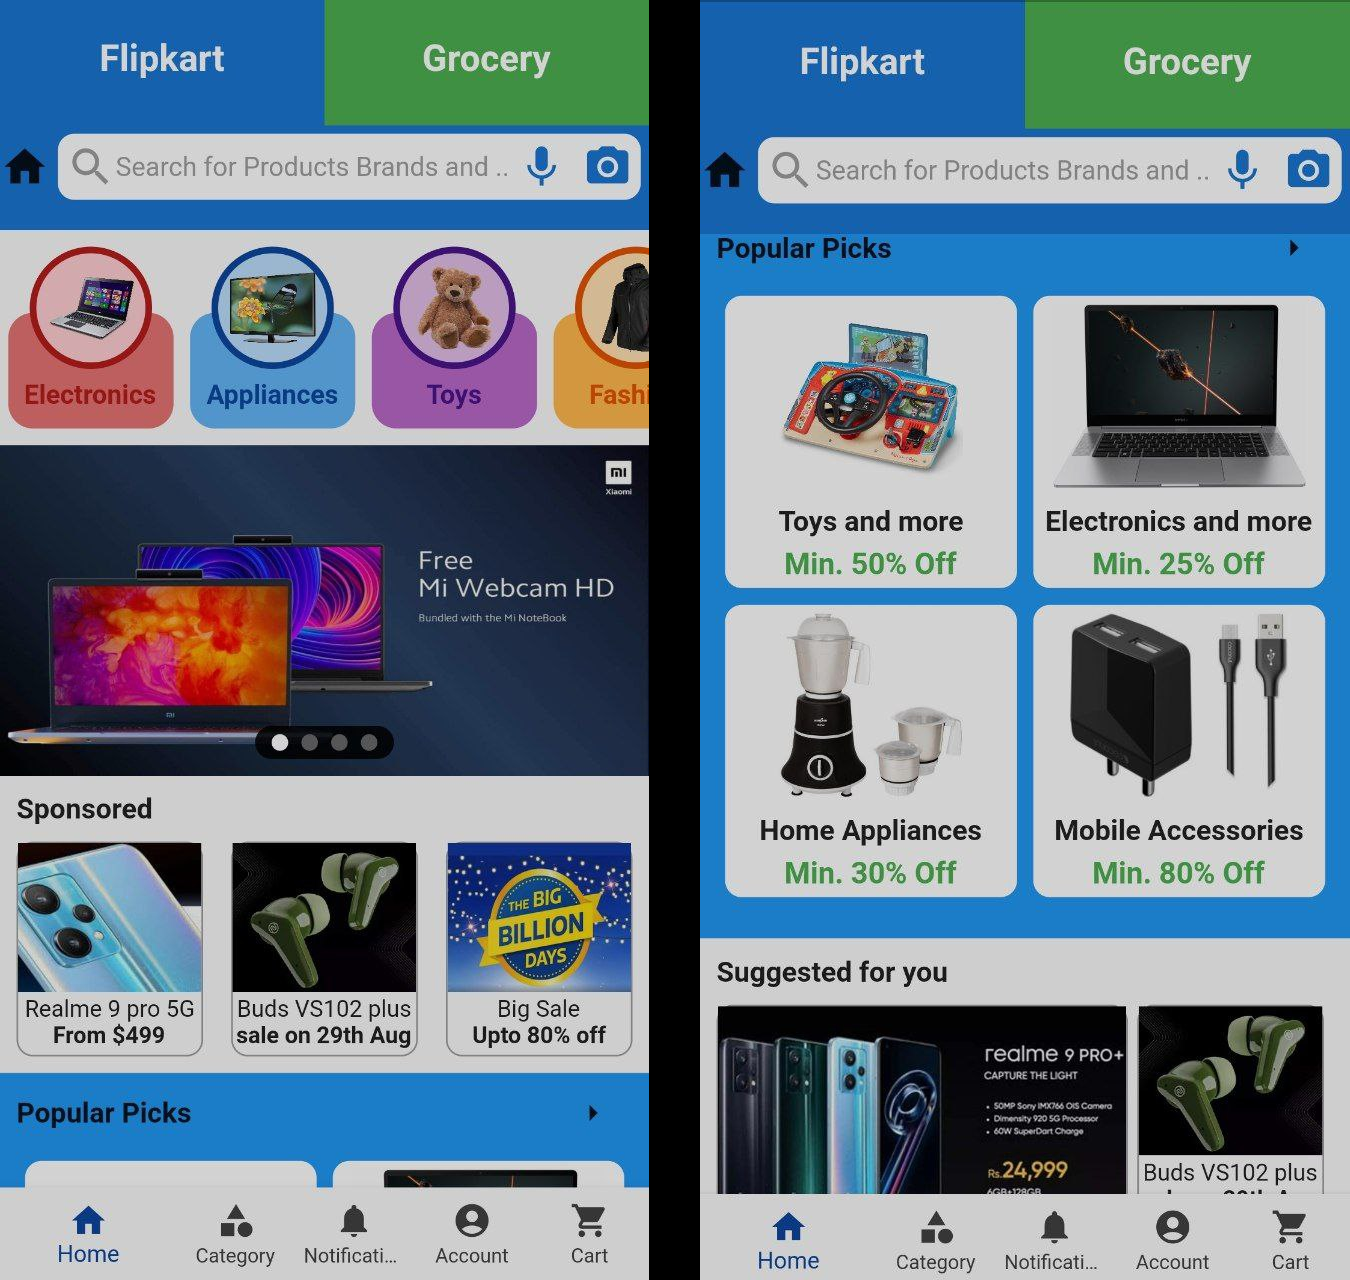 Flipkart
Grocery
Search for Products Brands and ..
Electronics
Appliances
Toys
Fashi
mi
Xiaomi
Free
Mi Webcam HD
Bundled with the Mi NoteBook
mi
Sponsored
THE BIG
BILLION
DAYS
Realme 9 pro 5G
From $499
Buds VS102 plus
sale on 29th Aug
Big Sale
Upto 80% off
Popular Picks
Home
Category
Notificati...
Account
Cart
Flipkart
Grocery
Search for Products Brands and ..
Popular Picks
Toys and more
Min. 50% Off
Electronics and more
Min. 25% Off
Home Appliances
Min. 30% Off
Mobile Accessories
Min. 80% Off
Suggested for you
realme 9 PRO+
CAPTURE THE LIGHT
• 50MP Sony IMX766 OIS Camera
• Dimensity 920 5G Processor
• 60W SuperDart Charge
Rs.24,999
6GB+128GB
Buds VS102 plus
Home
Category
Notificati...
Account
Cart